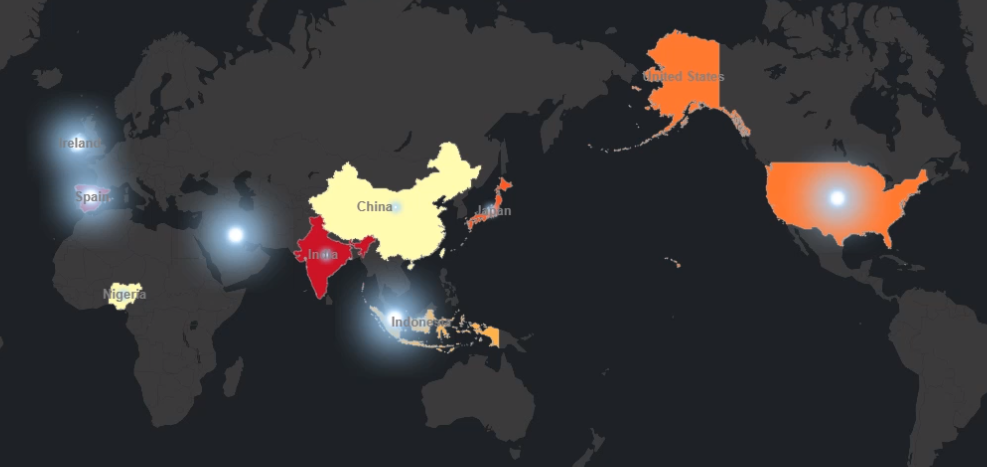 United States
Ireland
Spain
China
Japan
India
Nigeria
Indonesia